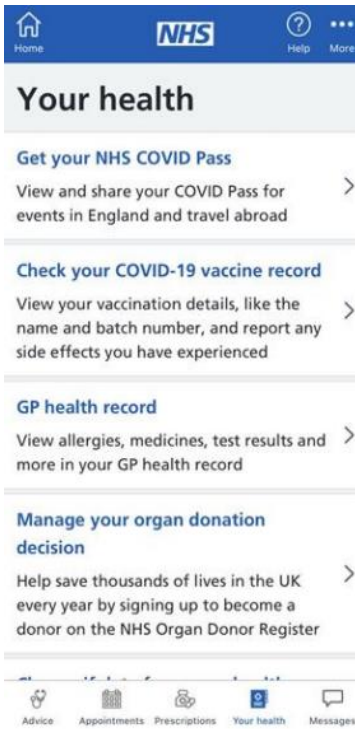 NHS
Home
Help
More
Your health
Get your NHS COVID Pass
View and share your COVID Pass for
events in England and travel abroad
Check your COVID-19 vaccine record
View your vaccination details, like the
name and batch number, and report any
side effects you have experienced
GP health record
View allergies, medicines, test results and
more in your GP health record
Manage your organ donation
decision
Help save thousands of lives in the UK
every year by signing up to become a
donor on the NHS Organ Donor Register
Advice
Appointments
Prescriptions
Your health
Messages